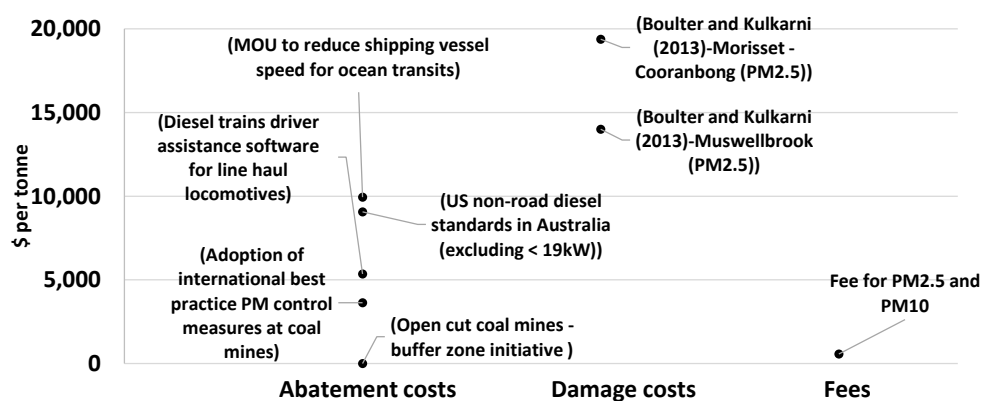 20,000
15,000
10,000
5,000
0
$ per tonne
(MOU to reduce shipping vessel
speed for ocean transits)
(Diesel trains driver
assistance software
for line haul
locomotives)
(Adoption of
international best
practice PM control
measures at coal
mines)
(US non-road diesel
standards in Australia
(excluding < 19kW))
(Open cut coal mines -
buffer zone initiative )
(Boulter and Kulkarni
(2013)-Morisset -
Cooranbong (PM2.5))
(Boulter and Kulkarni
(2013)-Muswellbrook
(PM2.5))
Fee for PM2.5 and
PM10
Abatement costs
Damage costs
Fees